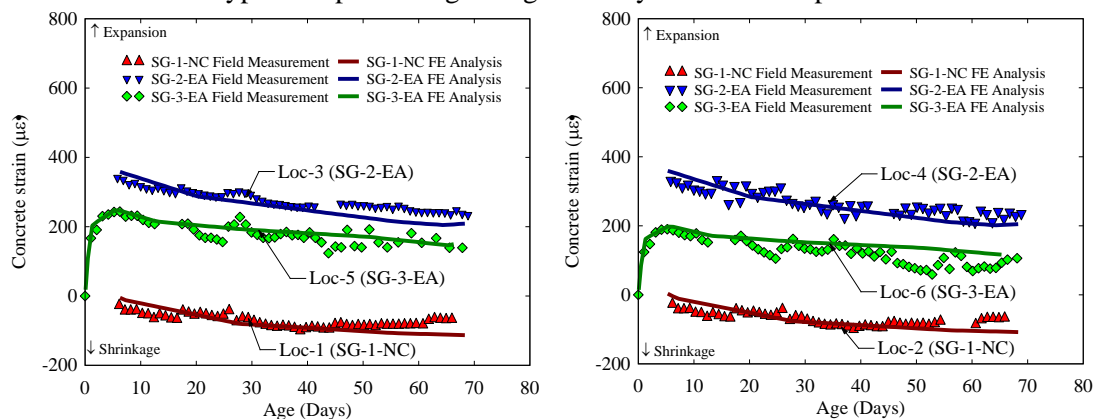 800
↑ Expansion
SG-1-NC Field Measurement SG-1-NC FE Analysis
SG-2-EA Field Measurement SG-2-EA FE Analysis
SG-3-EA Field Measurement SG-3-EA FE Analysis
600
400
200
0
-200
Concrete strain (με)
Loc-3 (SG-2-EA)
Loc-5 (SG-3-EA)
Loc-1 (SG-1-NC)
↓ Shrinkage
0 10 20 30 40 50 60 70 80
Age (Days)
800
↑ Expansion
SG-1-NC Field Measurement SG-1-NC FE Analysis
SG-2-EA Field Measurement SG-2-EA FE Analysis
SG-3-EA Field Measurement SG-3-EA FE Analysis
600
400
200
0
-200
Concrete strain (με)
Loc-4 (SG-2-EA)
Loc-6 (SG-3-EA)
Loc-2 (SG-1-NC)
↓ Shrinkage
0 10 20 30 40 50 60 70 80
Age (Days)